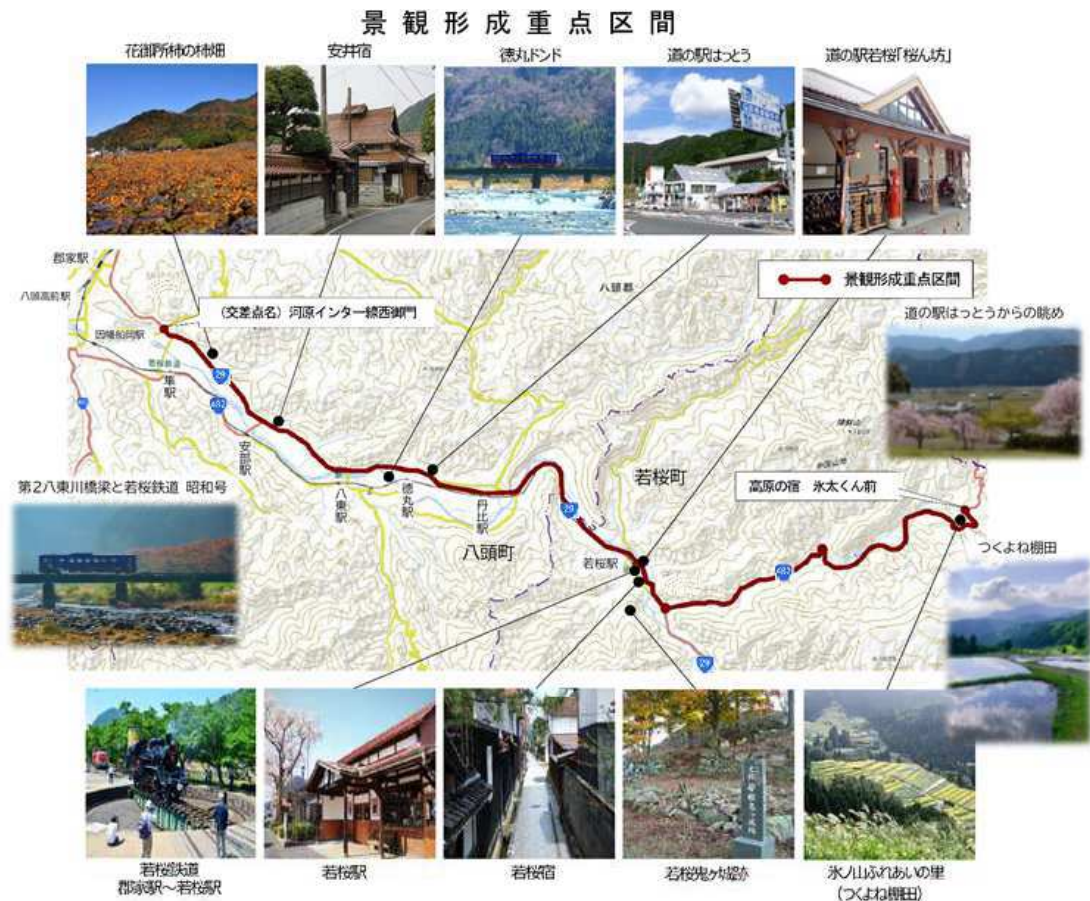 景観形成重点区間
花御所柿の柿畑
安井宿
徳丸ドンド
道の駅はっとう
道の駅若桜「桜ん坊」
郡家駅
八頭高前駅
因幡船岡駅
若桜鉄道
隼駅
(交差点名)河原インター線西御門
八頭郡
景観形成重点区間
道の駅はっとうからの眺め
29
482
安部駅
八東駅
徳丸駅
丹比駅
八頭町
若桜町
29
若桜駅
482
29
高原の宿 氷太くん前
つくよね棚田
第2八東川橋梁と若桜鉄道 昭和号
若桜鉄道
郡家駅~若桜駅
若桜駅
若桜宿
若桜鬼ヶ城跡
氷ノ山ふれあいの里
(つくよね棚田)